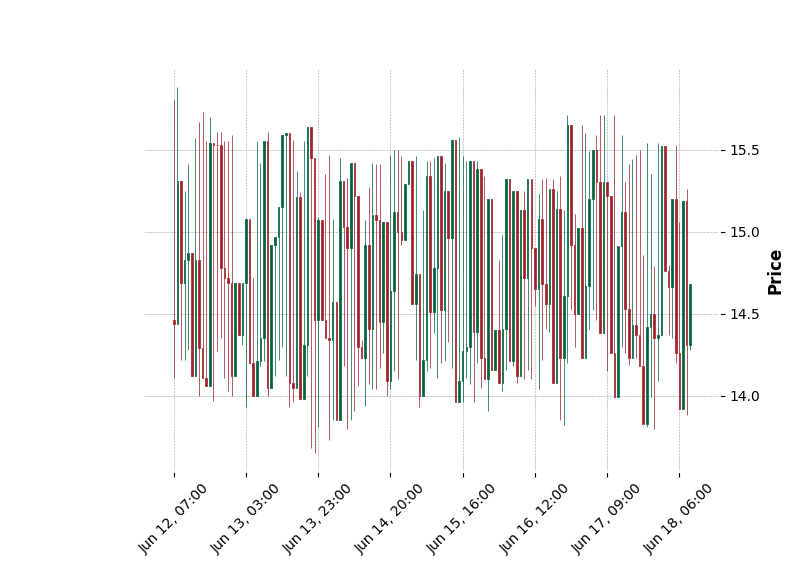 15.5
15.0
14.5
14.0
Price
Jun 12, 07:00
Jun 13, 03:00
Jun 13, 23:00
Jun 14, 20:00
Jun 15, 16:00
Jun 16, 12:00
Jun 17, 09:00
Jun 18, 06:00